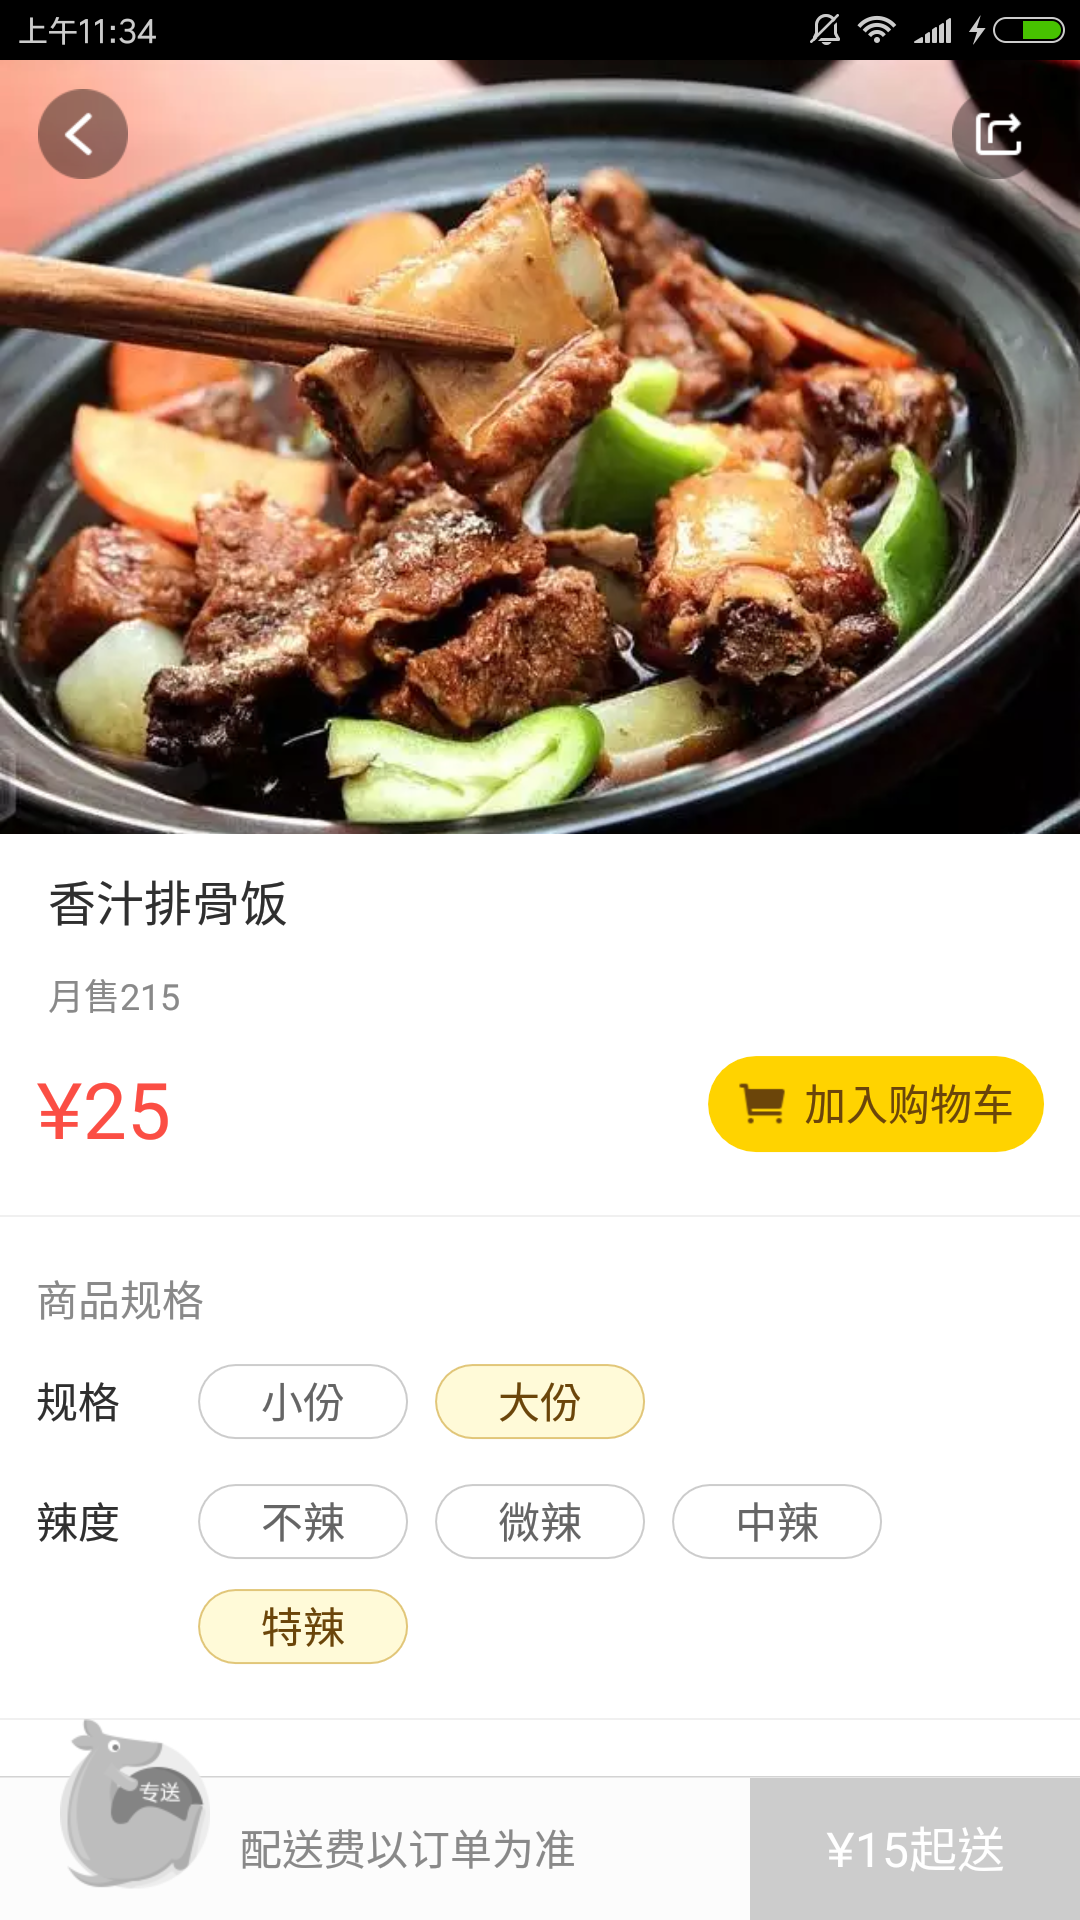 上午11:34
香汁排骨饭
月售215
¥25
加入购物车
商品规格
规格 小份 大份
辣度 不辣 微辣 中辣
特辣
专送
配送费以订单为准
¥15起送